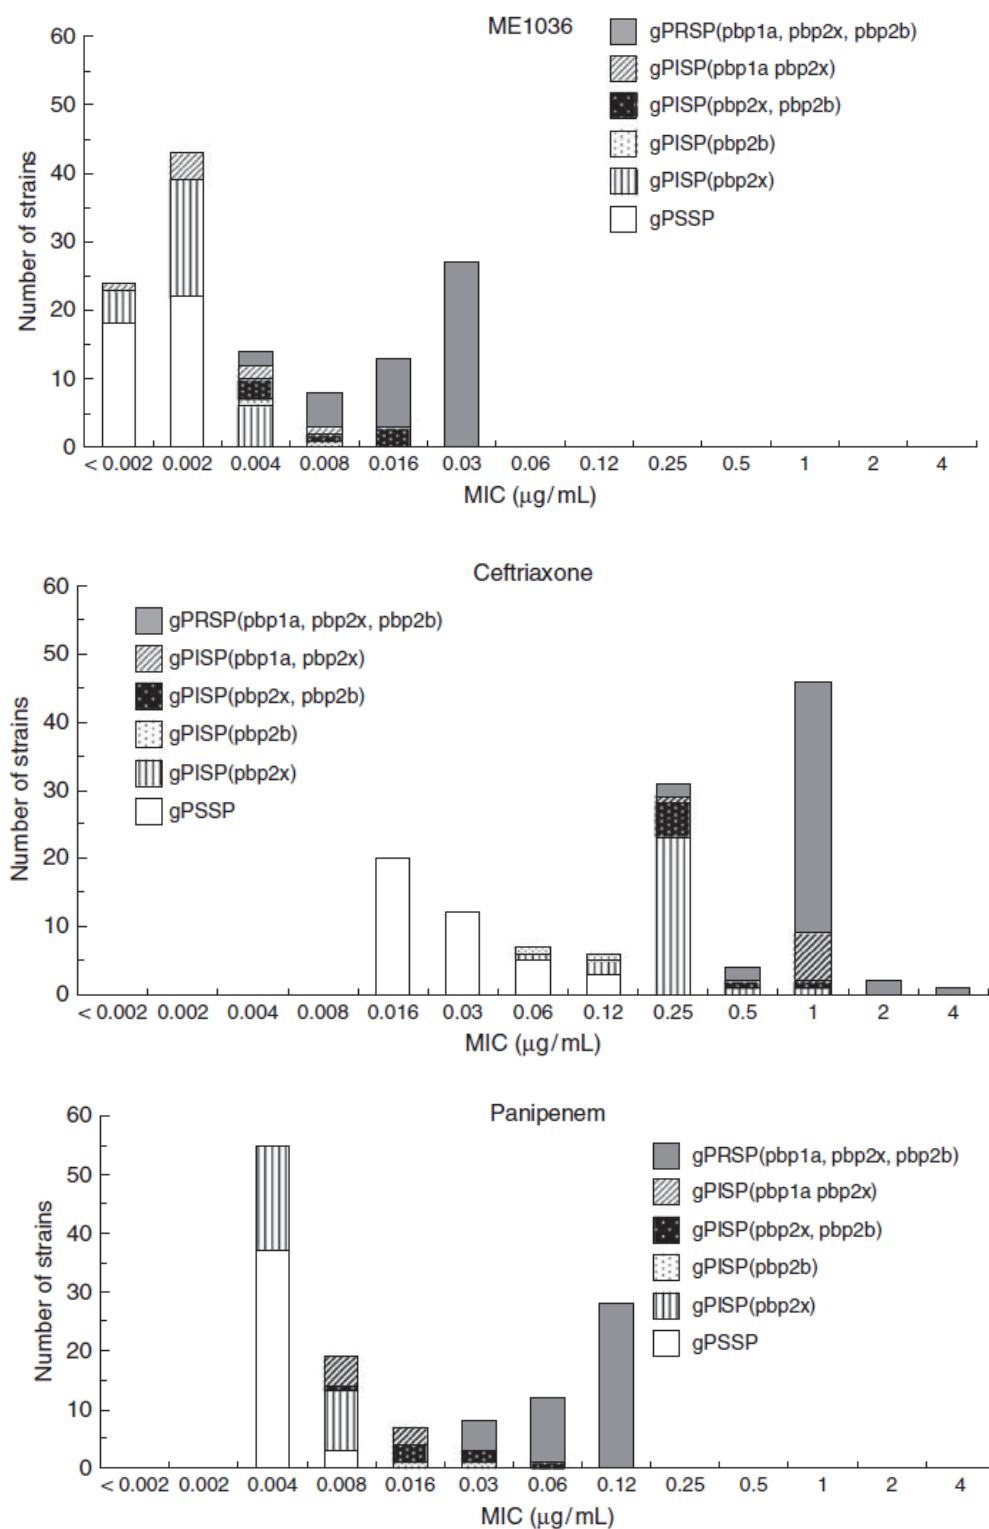 ME1036
gPRSP(pbp1a, pbp2x, pbp2b)
gPISP(pbp1a pbp2x)
gPISP(pbp2x, pbp2b)
gPISP(pbp2b)
gPISP(pbp2x)
gPSSP
Number of strains
60
50
40
30
20
10
0
< 0.002 0.002 0.004 0.008 0.016 0.03 0.06 0.12 0.25 0.5 1 2 4
MIC (μg/mL)
Ceftriaxone
gPRSP(pbp1a, pbp2x, pbp2b)
gPISP(pbp1a, pbp2x)
gPISP(pbp2x, pbp2b)
gPISP(pbp2b)
gPISP(pbp2x)
gPSSP
Number of strains
60
50
40
30
20
10
0
< 0.002 0.002 0.004 0.008 0.016 0.03 0.06 0.12 0.25 0.5 1 2 4
MIC (μg/mL)
Panipenem
gPRSP(pbp1a, pbp2x, pbp2b)
gPISP(pbp1a pbp2x)
gPISP(pbp2x, pbp2b)
gPISP(pbp2b)
gPISP(pbp2x)
gPSSP
Number of strains
60
50
40
30
20
10
0
< 0.002 0.002 0.004 0.008 0.016 0.03 0.06 0.12 0.25 0.5 1 2 4
MIC (μg/mL)